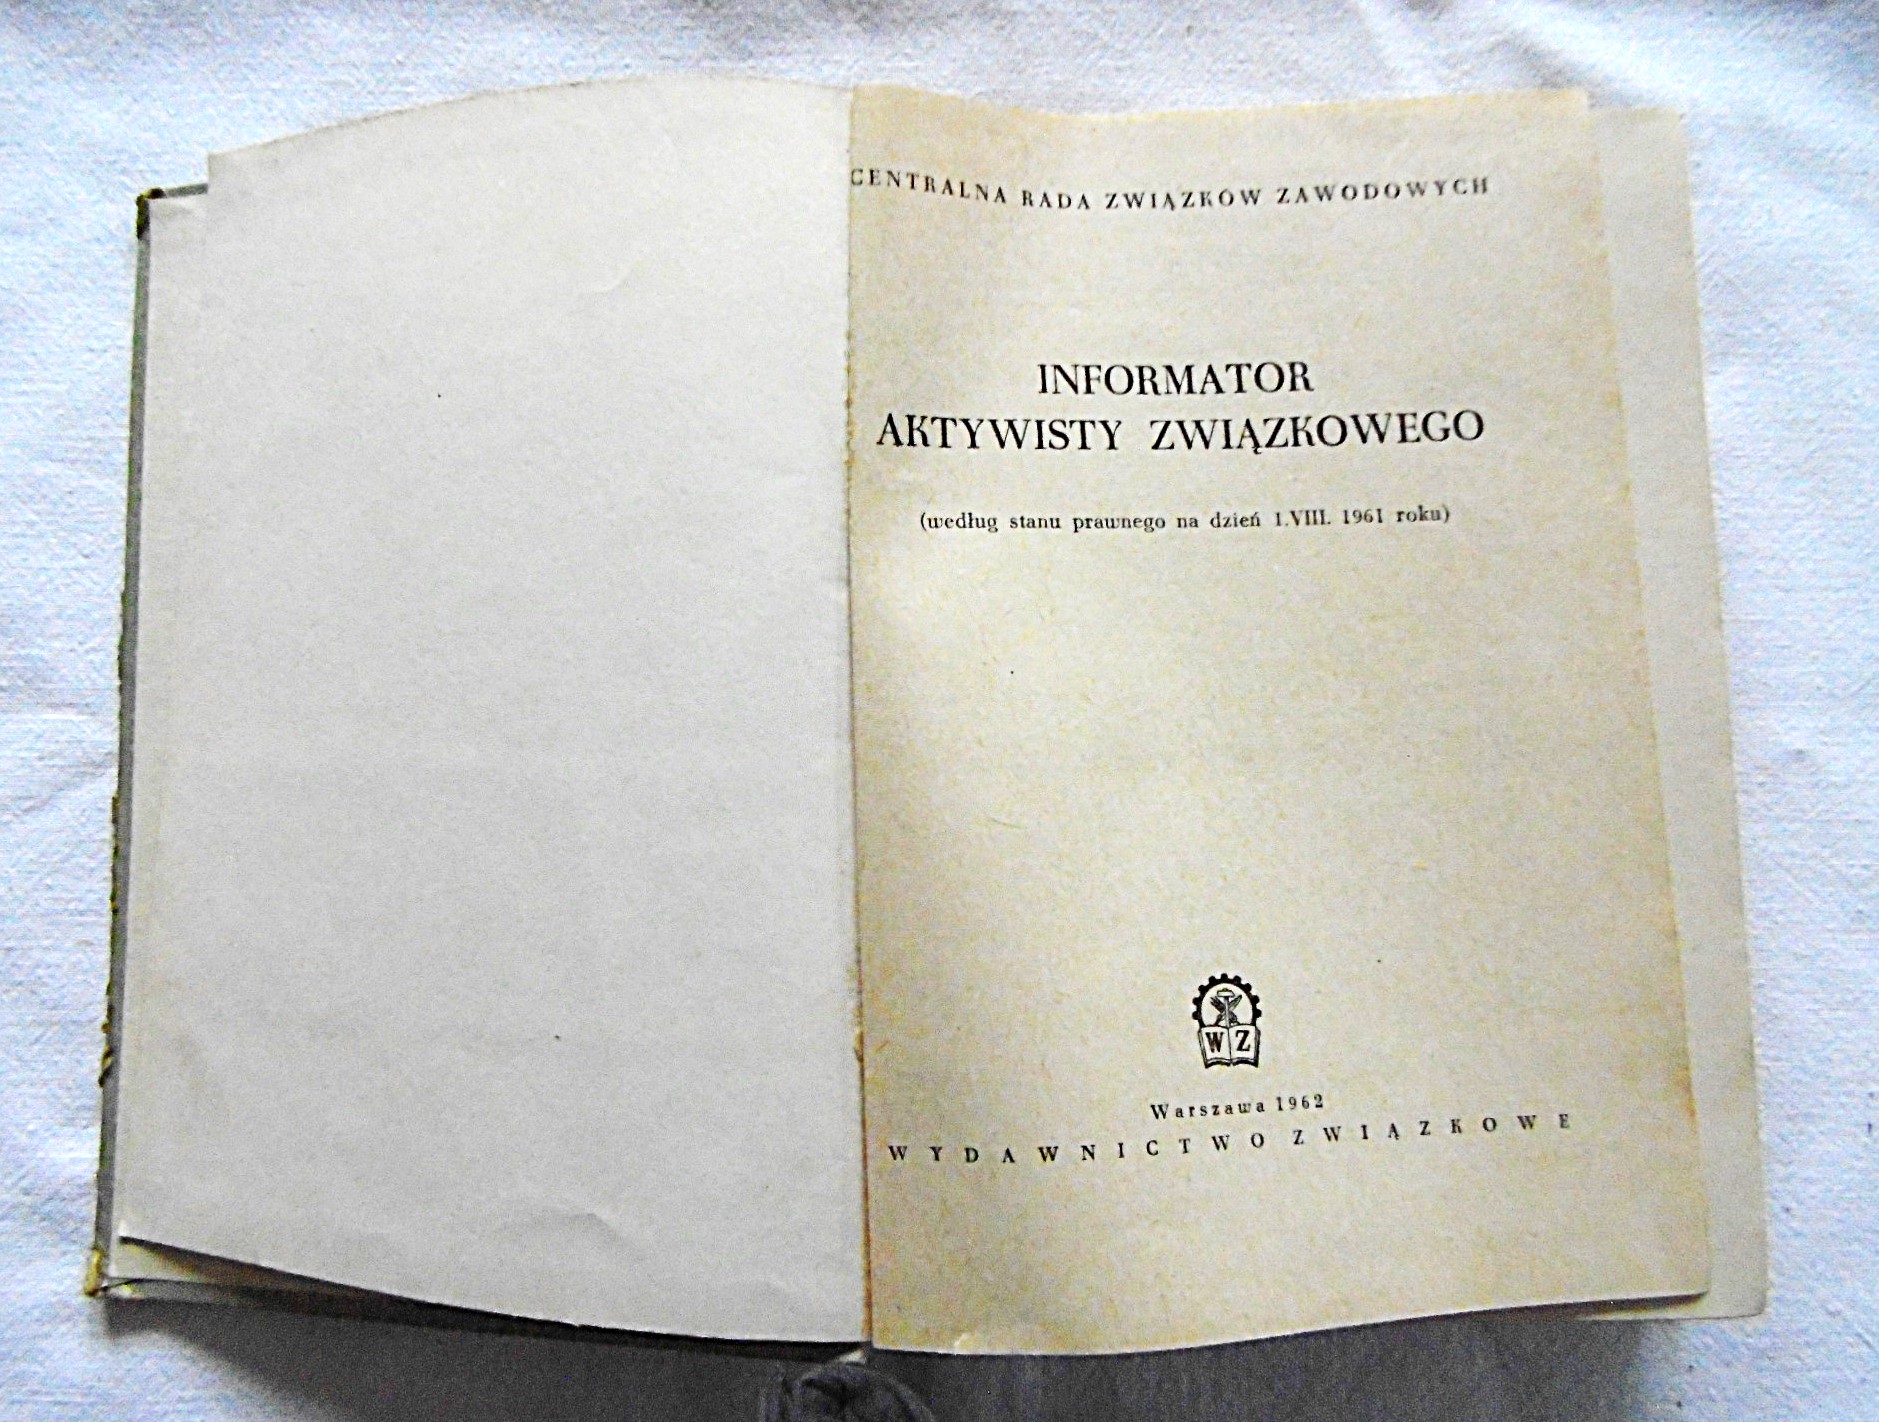 CENTRALNA RADA ZWIĄZKÓW ZAWODOWYCH
INFORMATOR
AKTYWISTY ZWIĄZKOWEGO
(według stanu prawnego na dzień 1.VIII. 1961 roku)
W Z
Warszawa 1962
WYDAWNICTWO ZWIĄZKOWE